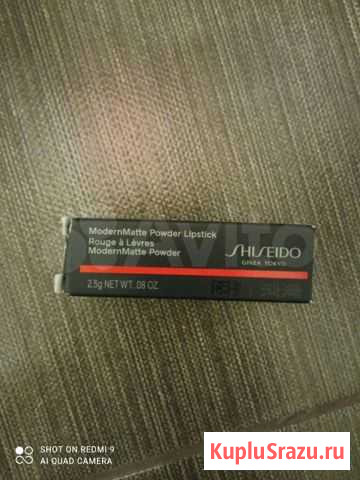 ModernMatte Powder Lipstick
Rouge à Lèvres
ModernMatte Powder
SHISEIDO
GINZA TOKYO
2.5g NET WT. .08 OZ.
AVITO
SHOT ON REDMI 9
AI QUAD CAMERA
KupluSrazu.ru